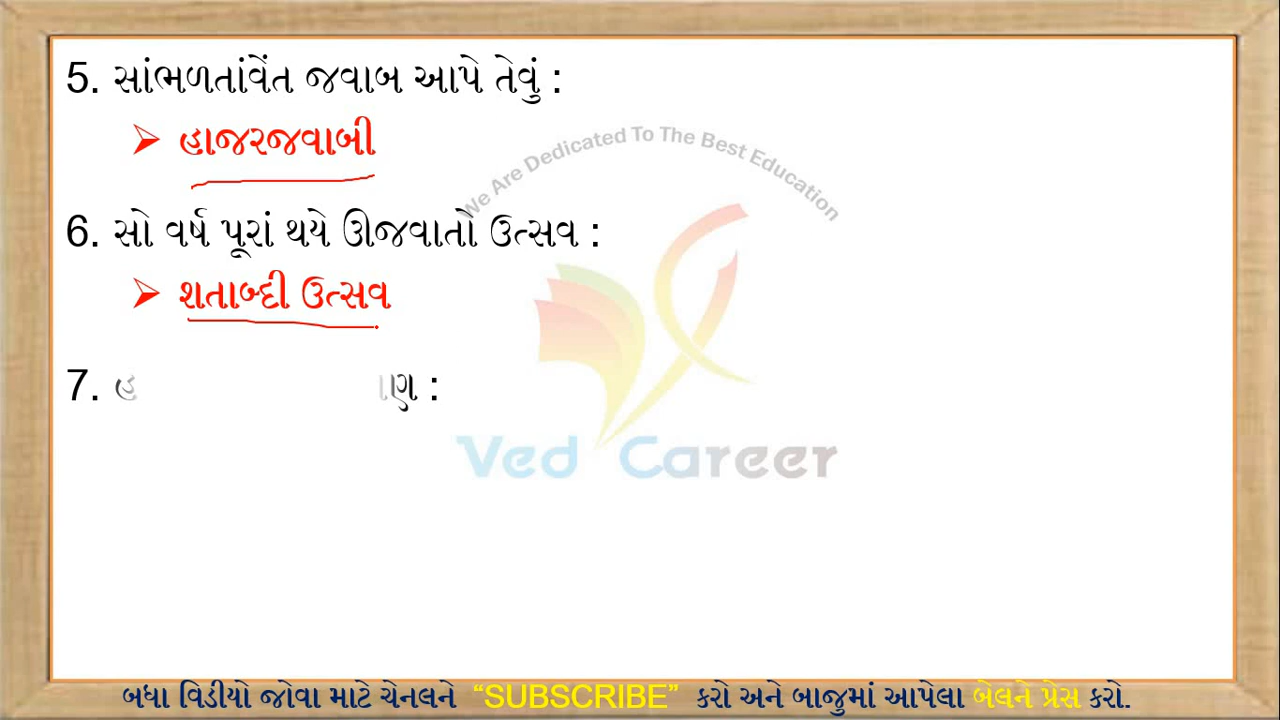 5. સાંભળતાંવેંત જવાબ આપે તેવું :
➢ હાજરજવાબી
We Are Dedicated To The Best Education
6. સો વર્ષ પૂરાં થયે ઊજવાતો ઉત્સવ :
➢ શતાબ્દી ઉત્સવ
7. :
Ved Career
બધા વિડીયો જોવા માટે ચેનલને “SUBSCRIBE” કરો અને બાજુમાં આપેલા બેલને પ્રેસ કરો.